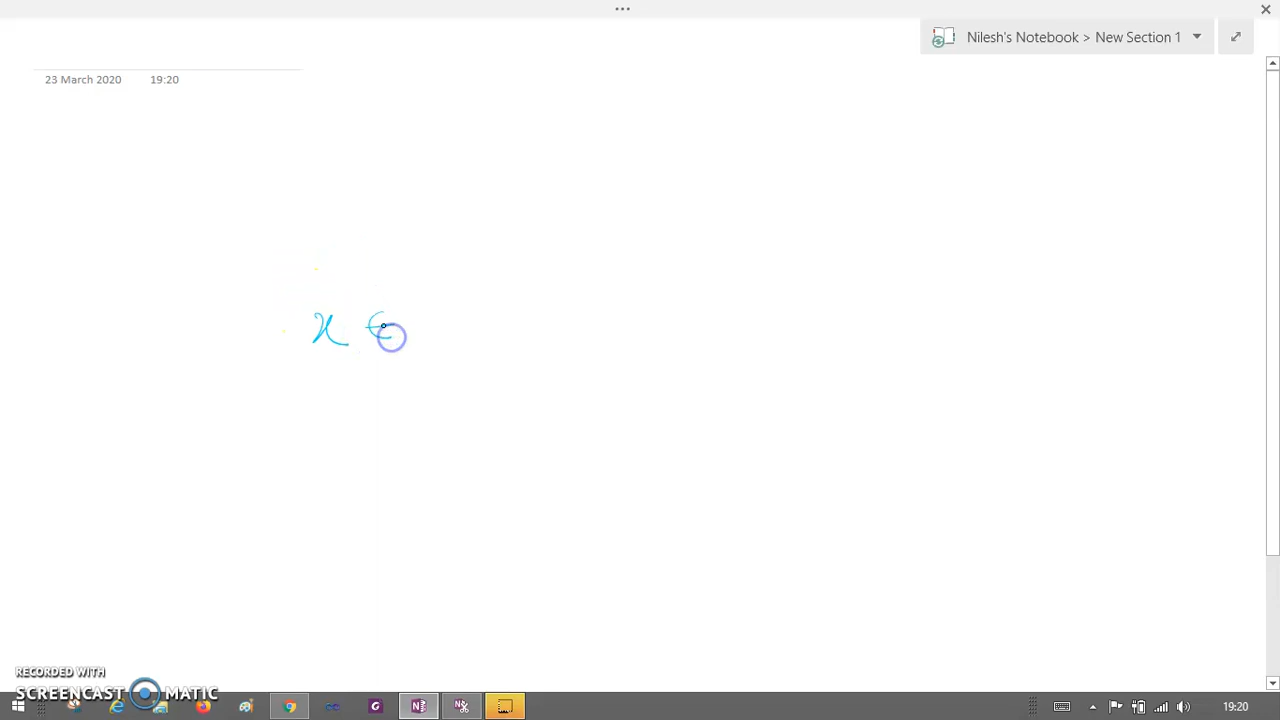 Nilesh's Notebook > New Section 1
23 March 2020 19:20
x ∈
RECORDED WITH
SCREENCAST MATIC
19:20